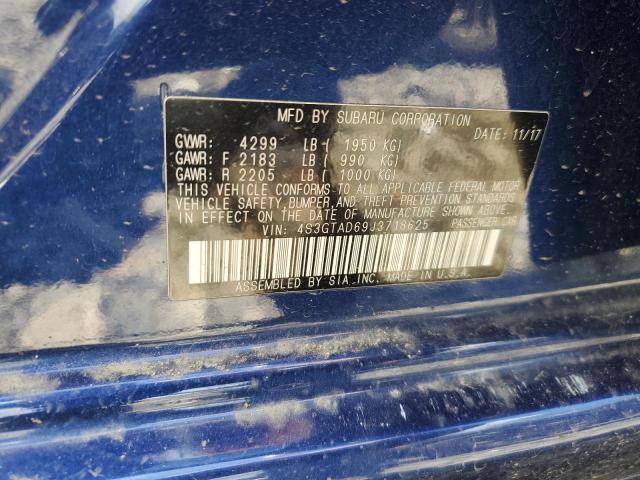 MFD BY SUBARU CORPORATION
DATE: 11/17
GVWR: 4299 LB ( 1950 KG)
GAWR: F 2183 LB ( 990 KG)
GAWR: R 2205 LB ( 1000 KG)
THIS VEHICLE CONFORMS TO ALL APPLICABLE FEDERAL MOTOR
VEHICLE SAFETY, BUMPER, AND THEFT PREVENTION STANDARDS
IN EFFECT ON THE DATE OF MANUFACTURE SHOWN ABOVE.
VIN: 4S3GTAD69J3718625 PASSENGER CAR
ASSEMBLED BY SIA, INC. MADE IN U.S.A.